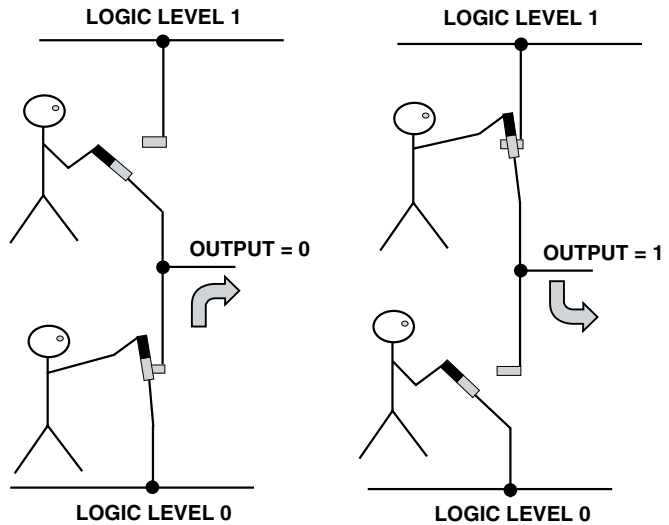 LOGIC LEVEL 1
OUTPUT = 0
LOGIC LEVEL 0
LOGIC LEVEL 1
OUTPUT = 1
LOGIC LEVEL 0